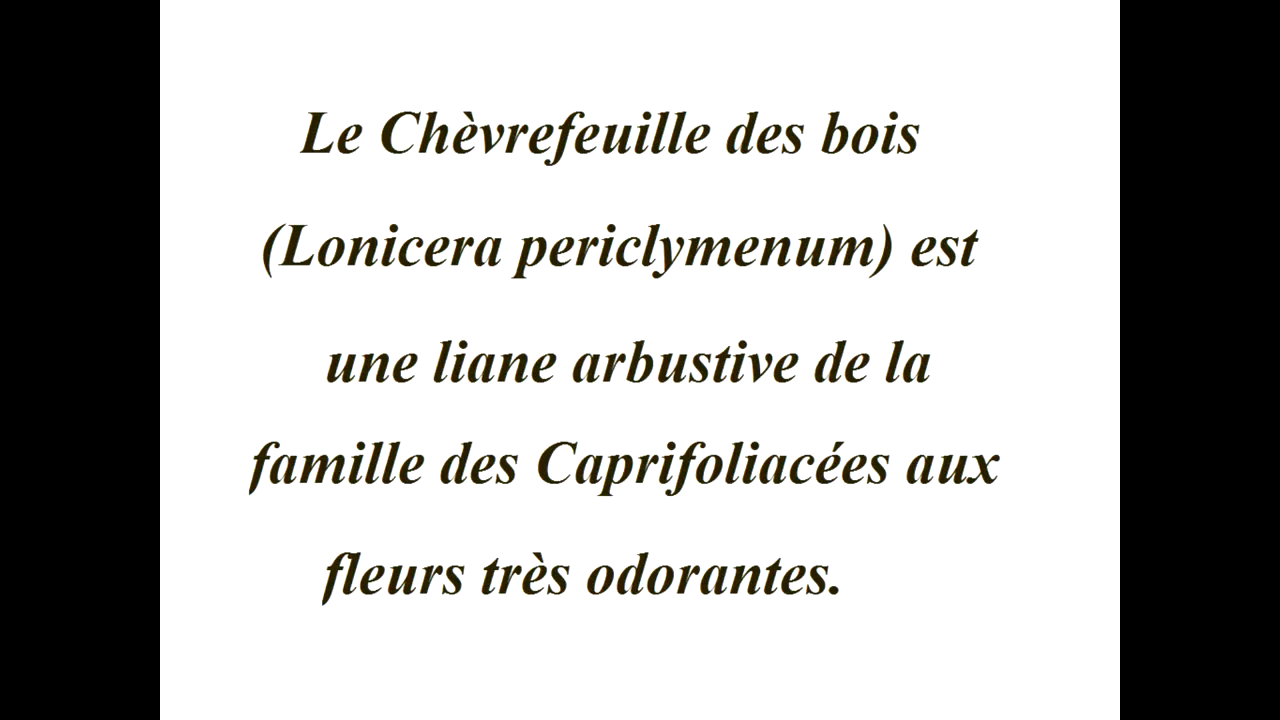 Le Chèvrefeuille des bois
(Lonicera periclymenum) est
une liane arbustive de la
famille des Caprifoliacées aux
fleurs très odorantes.